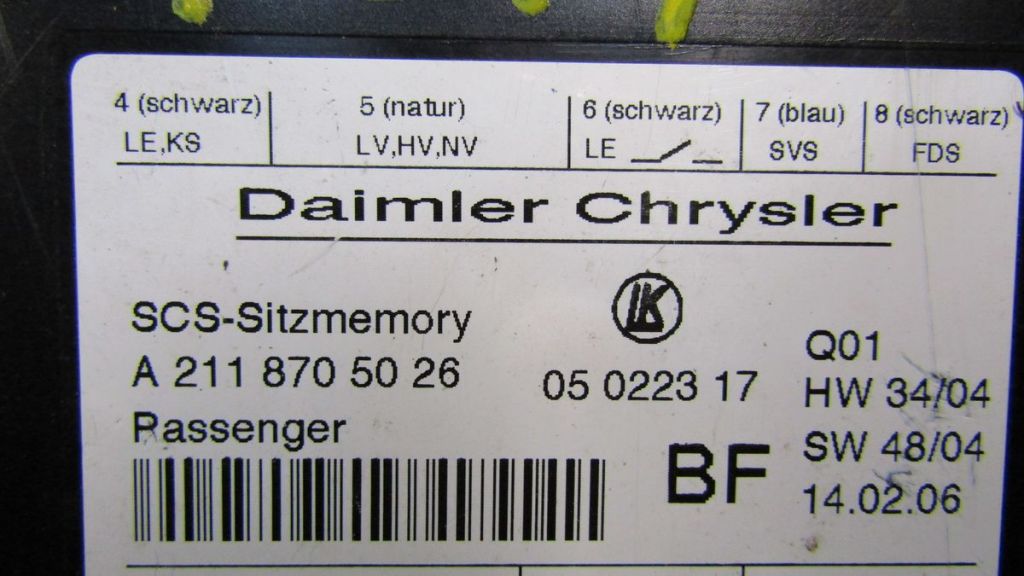 4 (schwarz) 5 (natur) 6 (schwarz) 7 (blau) 8 (schwarz)
LE,KS LV,HV,NV LE SVS FDS
Daimler Chrysler
LK
SCS-Sitzmemory
A 211 870 50 26
05 0223 17
Passenger
BF
Q01
HW 34/04
SW 48/04
14.02.06